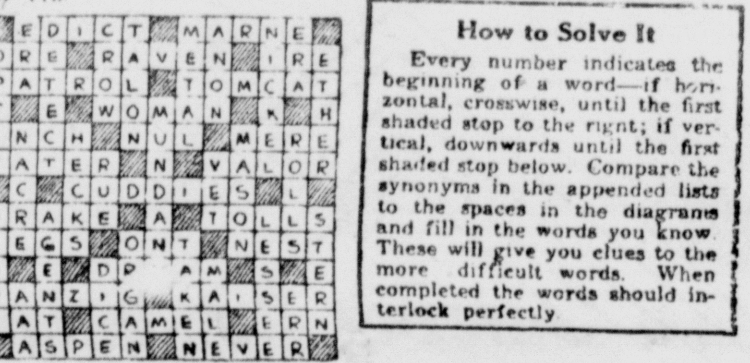 EDICT MARNE
ORE RAVEN IRE
PATROL TOMCAT
E WOMAN K H
NCH NUL MERE
ATER N VALOR
C CUDDIES L
RAKE A TOLLS
EGS ONT NEST
E DP AM S E
ANZIG KAISER
AT CAMEL ERN
ASPEN NEVER
How to Solve It
Every number indicates the
beginning of a word—if hori-
zontal, crosswise, until the first
shaded stop to the right; if ver-
tical, downwards until the first
shaded stop below. Compare the
synonyms in the appended lists
to the spaces in the diagrams
and fill in the words you know.
These will give you clues to the
more difficult words. When
completed the words should in-
terlock perfectly